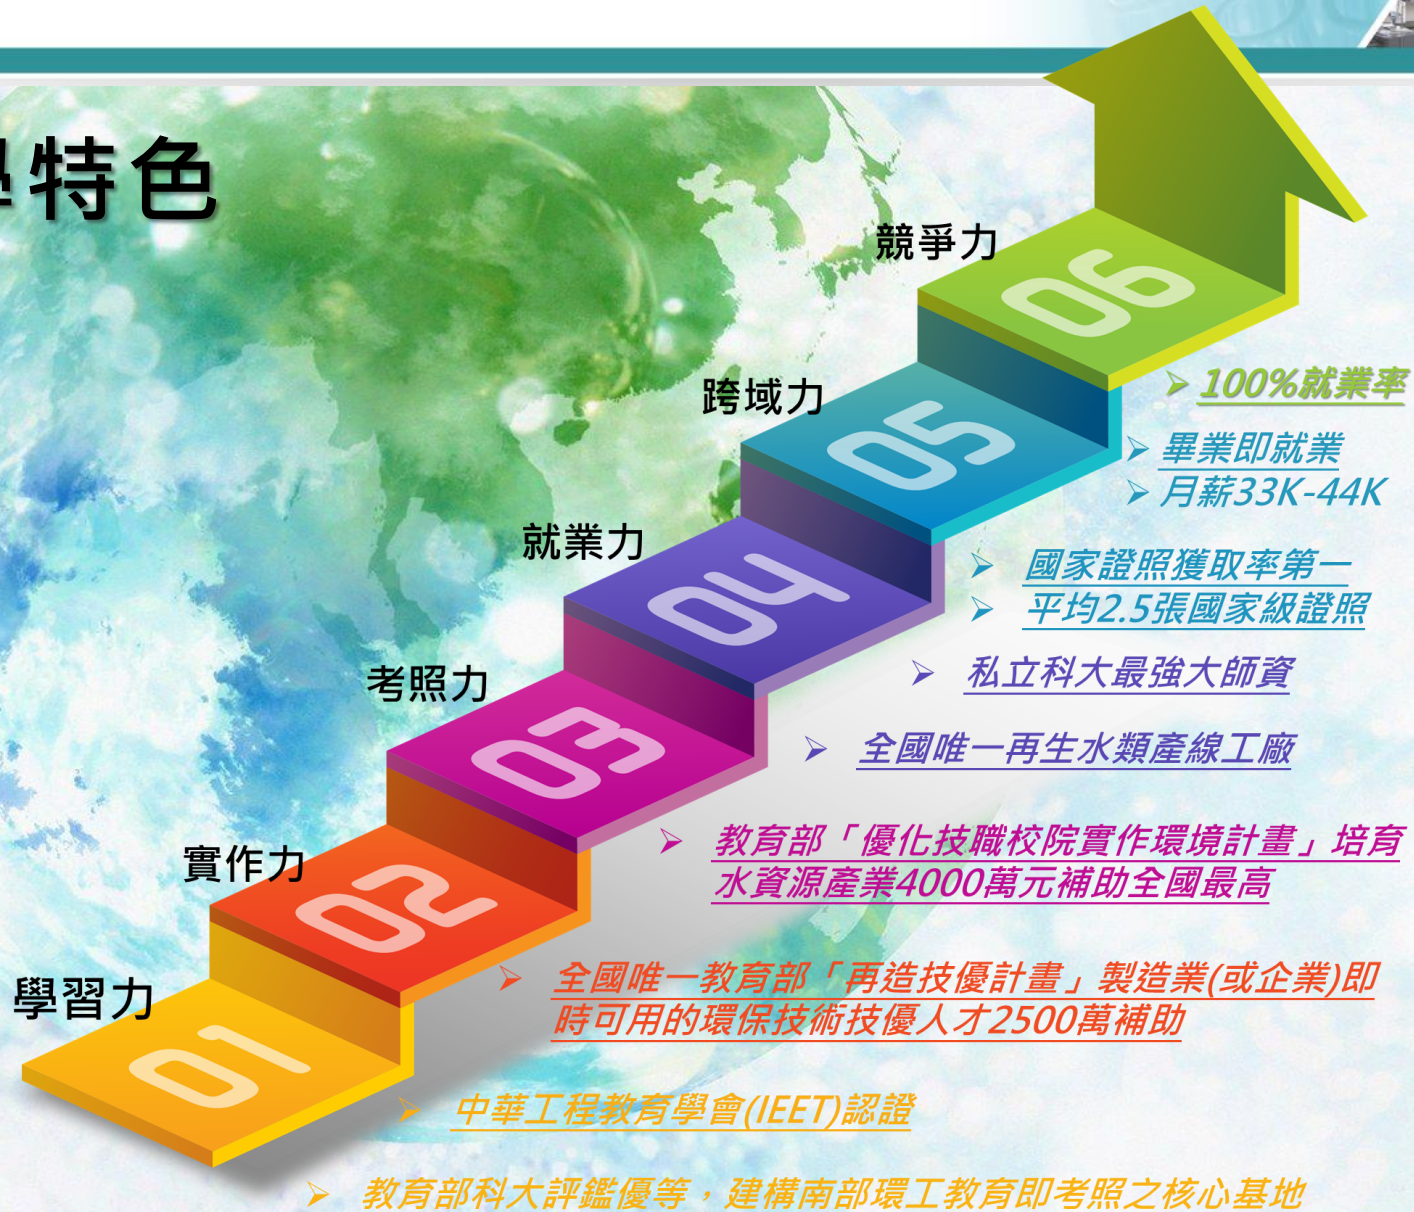 學特色
競爭力
06
➢ 100%就業率
跨域力
05
➢ 畢業即就業
➢ 月薪33K-44K
就業力
04
➢ 國家證照獲取率第一
➢ 平均2.5張國家級證照
➢ 私立科大最強大師資
考照力
03
➢ 全國唯一再生水類產線工廠
➢ 教育部「優化技職校院實作環境計畫」培育
水資源產業4000萬元補助全國最高
實作力
02
➢ 全國唯一教育部「再造技優計畫」製造業(或企業)即
時可用的環保技術技優人才2500萬補助
學習力
01
➢ 中華工程教育學會(IEET)認證
➢ 教育部科大評鑑優等，建構南部環工教育即考照之核心基地